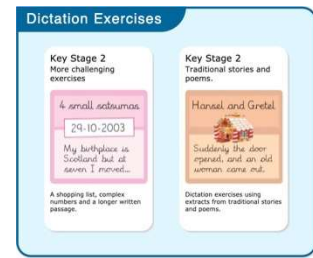 Dictation Exercises
Key Stage 2
More challenging
exercises
4 small satsumas
29-10-2003
My birthplace is
Scotland but at
seven I moved...
A shopping list, complex
numbers and a longer written
passage.
Key Stage 2
Traditional stories and
poems.
Hansel and Gretel
Suddenly the door
opened, and an old
woman came out.
Dictation exercises using
extracts from traditional stories
and poems.